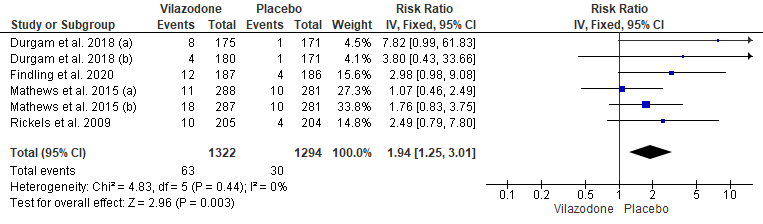 Vilazodone Placebo Risk Ratio Risk Ratio
Study or Subgroup Events Total Events Total Weight IV, Fixed, 95% CI IV, Fixed, 95% CI
Durgam et al. 2018 (a) 8 175 1 171 4.5% 7.82 [0.99, 61.83]
Durgam et al. 2018 (b) 4 180 1 171 4.1% 3.80 [0.43, 33.66]
Findling et al. 2020 12 187 4 186 15.6% 2.98 [0.98, 9.08]
Mathews et al. 2015 (a) 11 288 10 281 27.3% 1.07 [0.46, 2.49]
Mathews et al. 2015 (b) 18 287 10 281 33.8% 1.76 [0.83, 3.75]
Rickels et al. 2009 10 205 4 204 14.8% 2.49 [0.79, 7.80]
Total (95% CI) 1322 1294 100.0% 1.94 [1.25, 3.01]
Total events 63 30
Heterogeneity: Chi² = 4.83, df = 5 (P = 0.44); I² = 0%
Test for overall effect: Z = 2.96 (P = 0.003)
0.1 0.2 0.5 1 2 5 10
Vilazodone Placebo